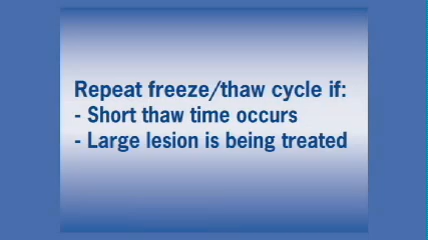 Repeat freeze/thaw cycle if:
- Short thaw time occurs
- Large lesion is being treated